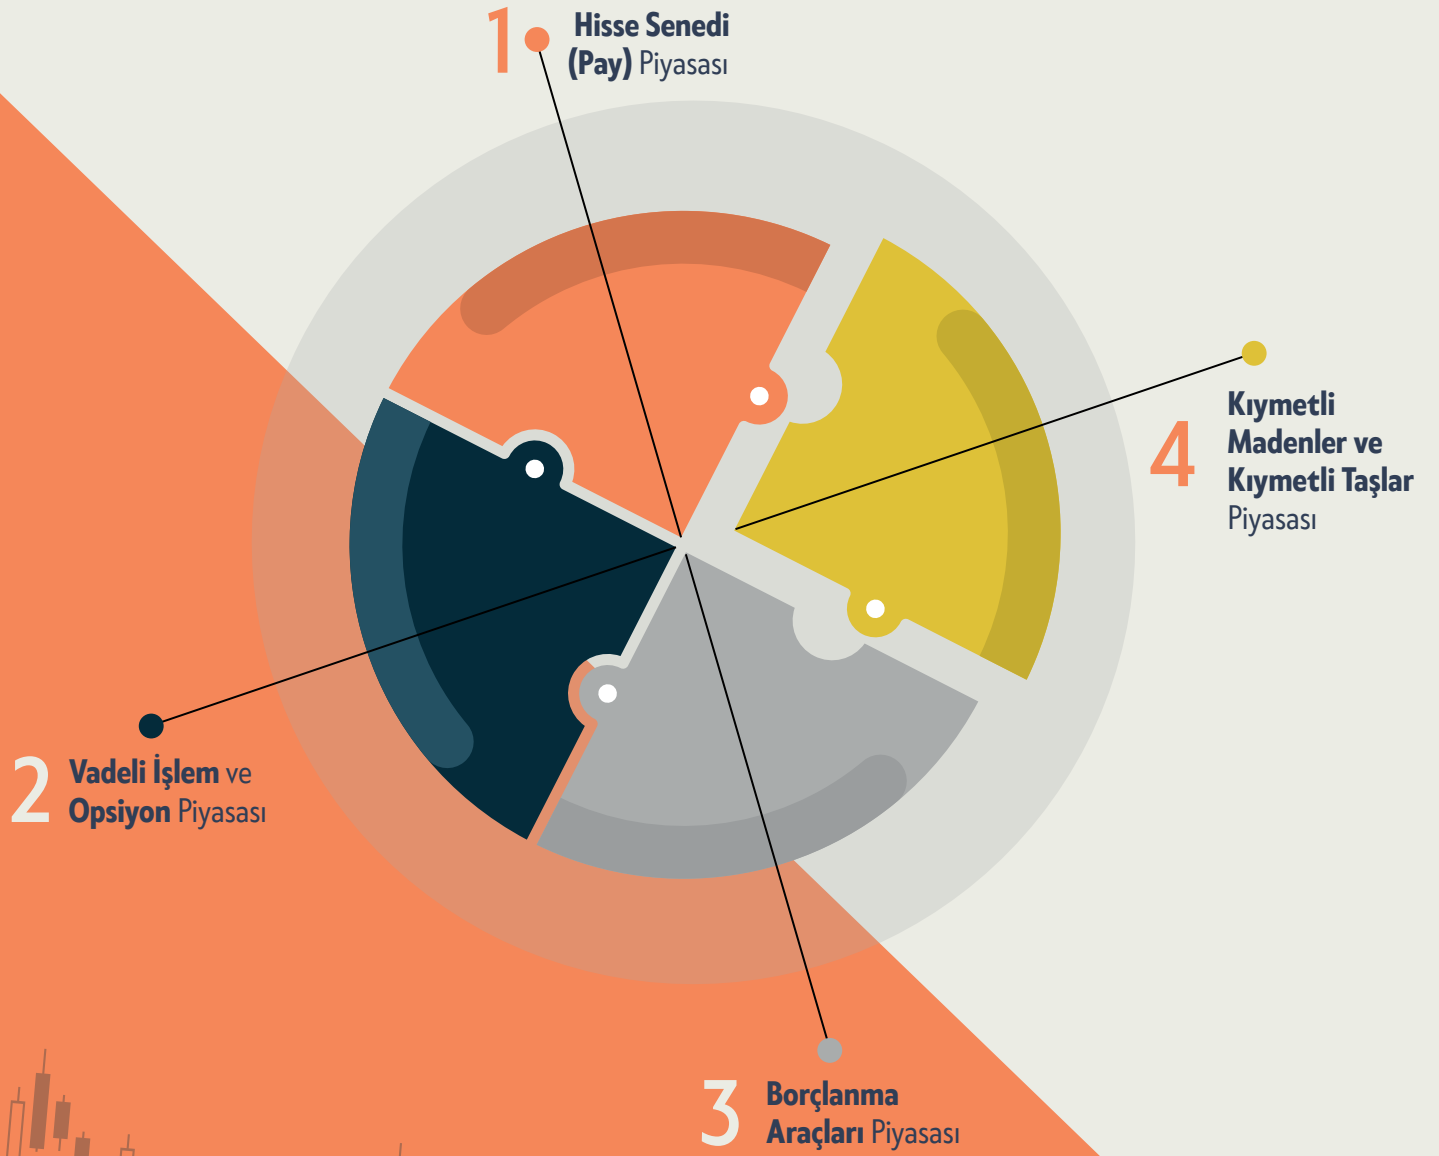 1
Hisse Senedi
(Pay) Piyasası
4
Kıymetli
Madenler ve
Kıymetli Taşlar
Piyasası
2
Vadeli İşlem ve
Opsiyon Piyasası
3
Borçlanma
Araçları Piyasası